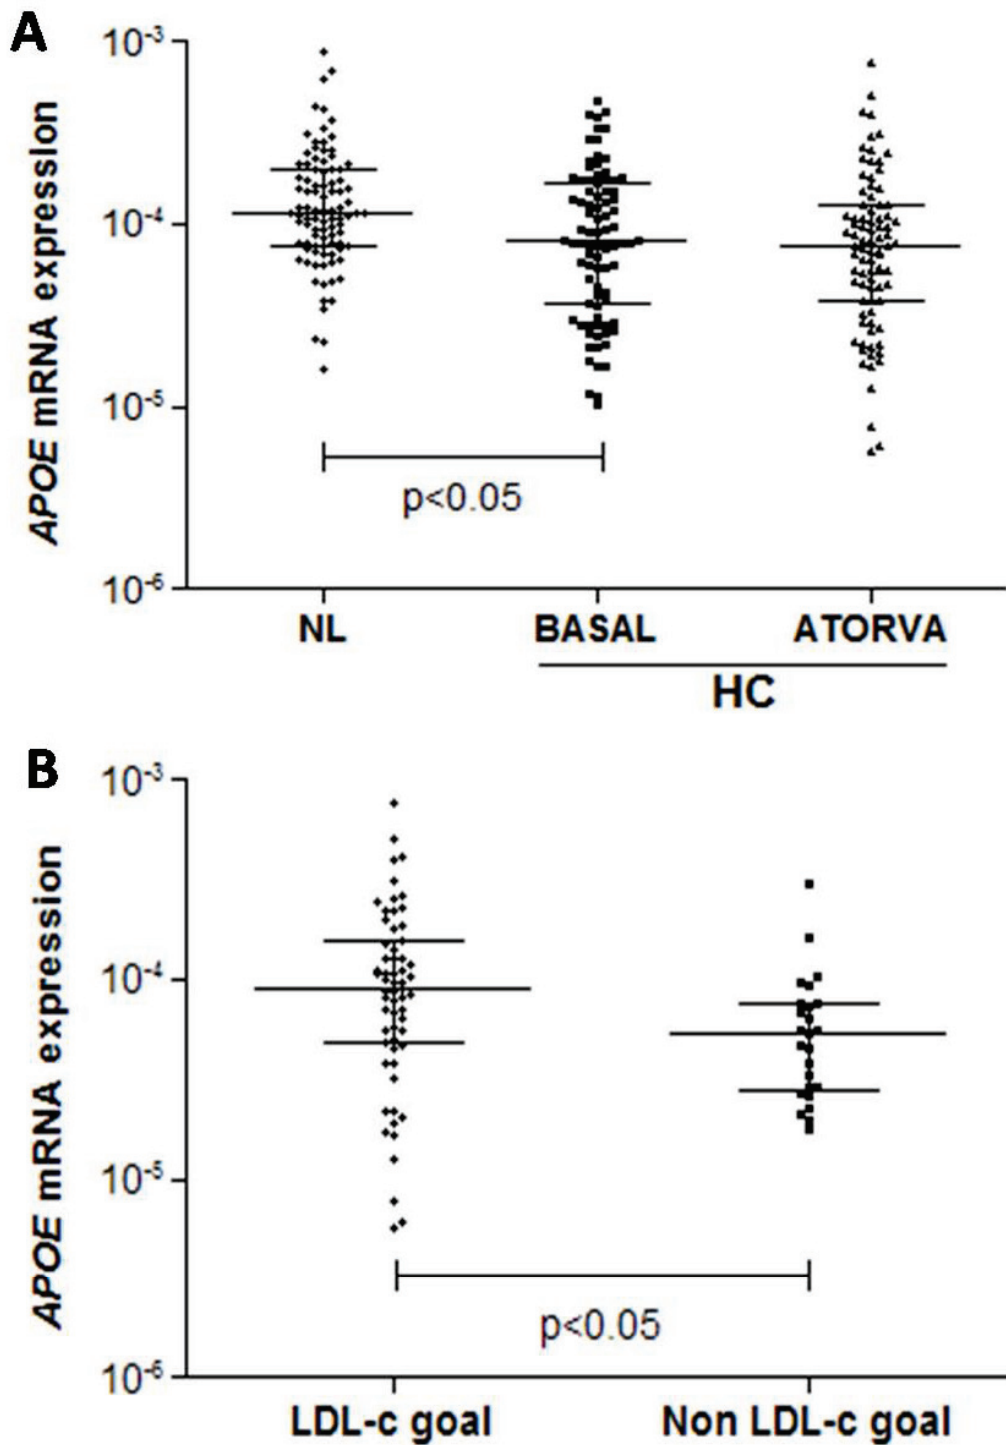 A
10-3
10-4
10-5
10-6
APOE mRNA expression
p<0.05
NL
BASAL
ATORVA
HC
B
10-3
10-4
10-5
10-6
APOE mRNA expression
p<0.05
LDL-c goal
Non LDL-c goal